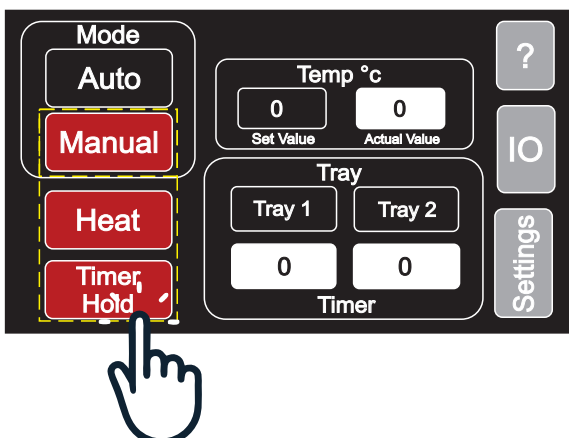 Mode
Auto
Manual
Heat
Timer
Hold
Temp °c
0 0
Set Value Actual Value
Tray
Tray 1 Tray 2
0 0
Timer
?
IO
Settings